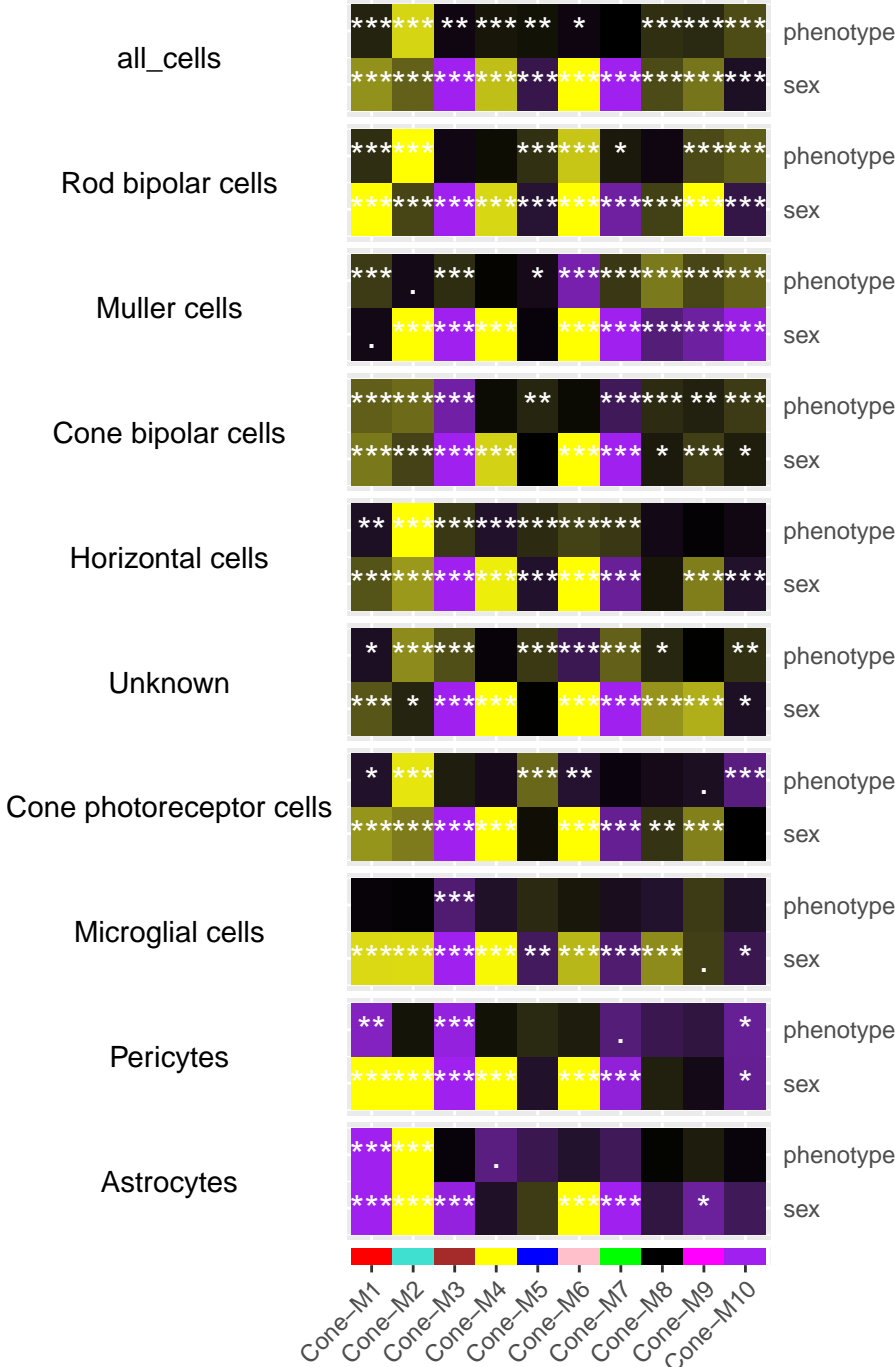 *** *** ** *** ** * *** *** *** phenotype
all_cells
*** *** *** *** *** *** *** *** *** *** sex
*** *** *** *** * *** *** phenotype
Rod bipolar cells
*** *** *** *** *** *** *** *** *** *** sex
*** . *** * *** *** *** *** *** phenotype
Muller cells
. *** *** *** *** *** *** *** *** sex
*** *** *** ** *** *** ** *** phenotype
Cone bipolar cells
*** *** *** *** *** *** * *** * sex
** *** *** *** *** *** *** phenotype
Horizontal cells
*** *** *** *** *** *** *** *** *** sex
* *** *** *** *** *** * ** phenotype
Unknown
*** * *** *** *** *** *** *** * sex
* *** *** ** . *** phenotype
Cone photoreceptor cells
*** *** *** *** *** *** ** *** sex
*** phenotype
Microglial cells
*** *** *** *** ** *** *** *** . * sex
** *** . * phenotype
Pericytes
*** *** *** *** *** *** * sex
*** *** . phenotype
Astrocytes
*** *** *** *** *** * sex
Cone−M1
Cone−M2
Cone−M3
Cone−M4
Cone−M5
Cone−M6
Cone−M7
Cone−M8
Cone−M9
Cone−M10